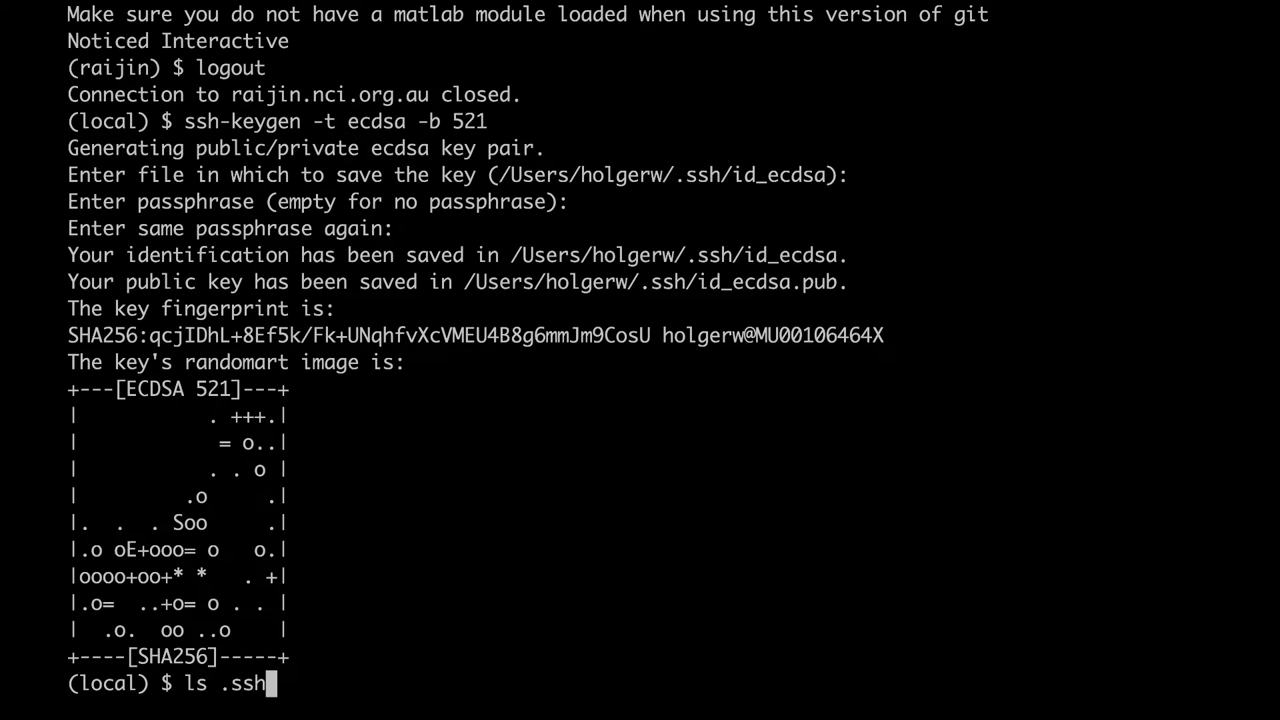 Make sure you do not have a matlab module loaded when using this version of git
Noticed Interactive
(raijin) $ logout
Connection to raijin.nci.org.au closed.
(local) $ ssh-keygen -t ecdsa -b 521
Generating public/private ecdsa key pair.
Enter file in which to save the key (/Users/holgerw/.ssh/id_ecdsa):
Enter passphrase (empty for no passphrase):
Enter same passphrase again:
Your identification has been saved in /Users/holgerw/.ssh/id_ecdsa.
Your public key has been saved in /Users/holgerw/.ssh/id_ecdsa.pub.
The key fingerprint is:
SHA256:qcjIDhL+8Ef5k/Fk+UNqhfvXcVMEU4B8g6mmJm9CosU holgerw@MU00106464X
The key's randomart image is:
+---[ECDSA 521]---+
|            . +++.|
|            = o..|
|           . . o |
|         .o     .|
|.  .  . Soo     .|
|.o oE+ooo= o   o.|
|oooo+oo+* *   . +|
|.o=  ..+o= o . . |
|  .o.  oo ..o    |
+----[SHA256]-----+
(local) $ ls .ssh